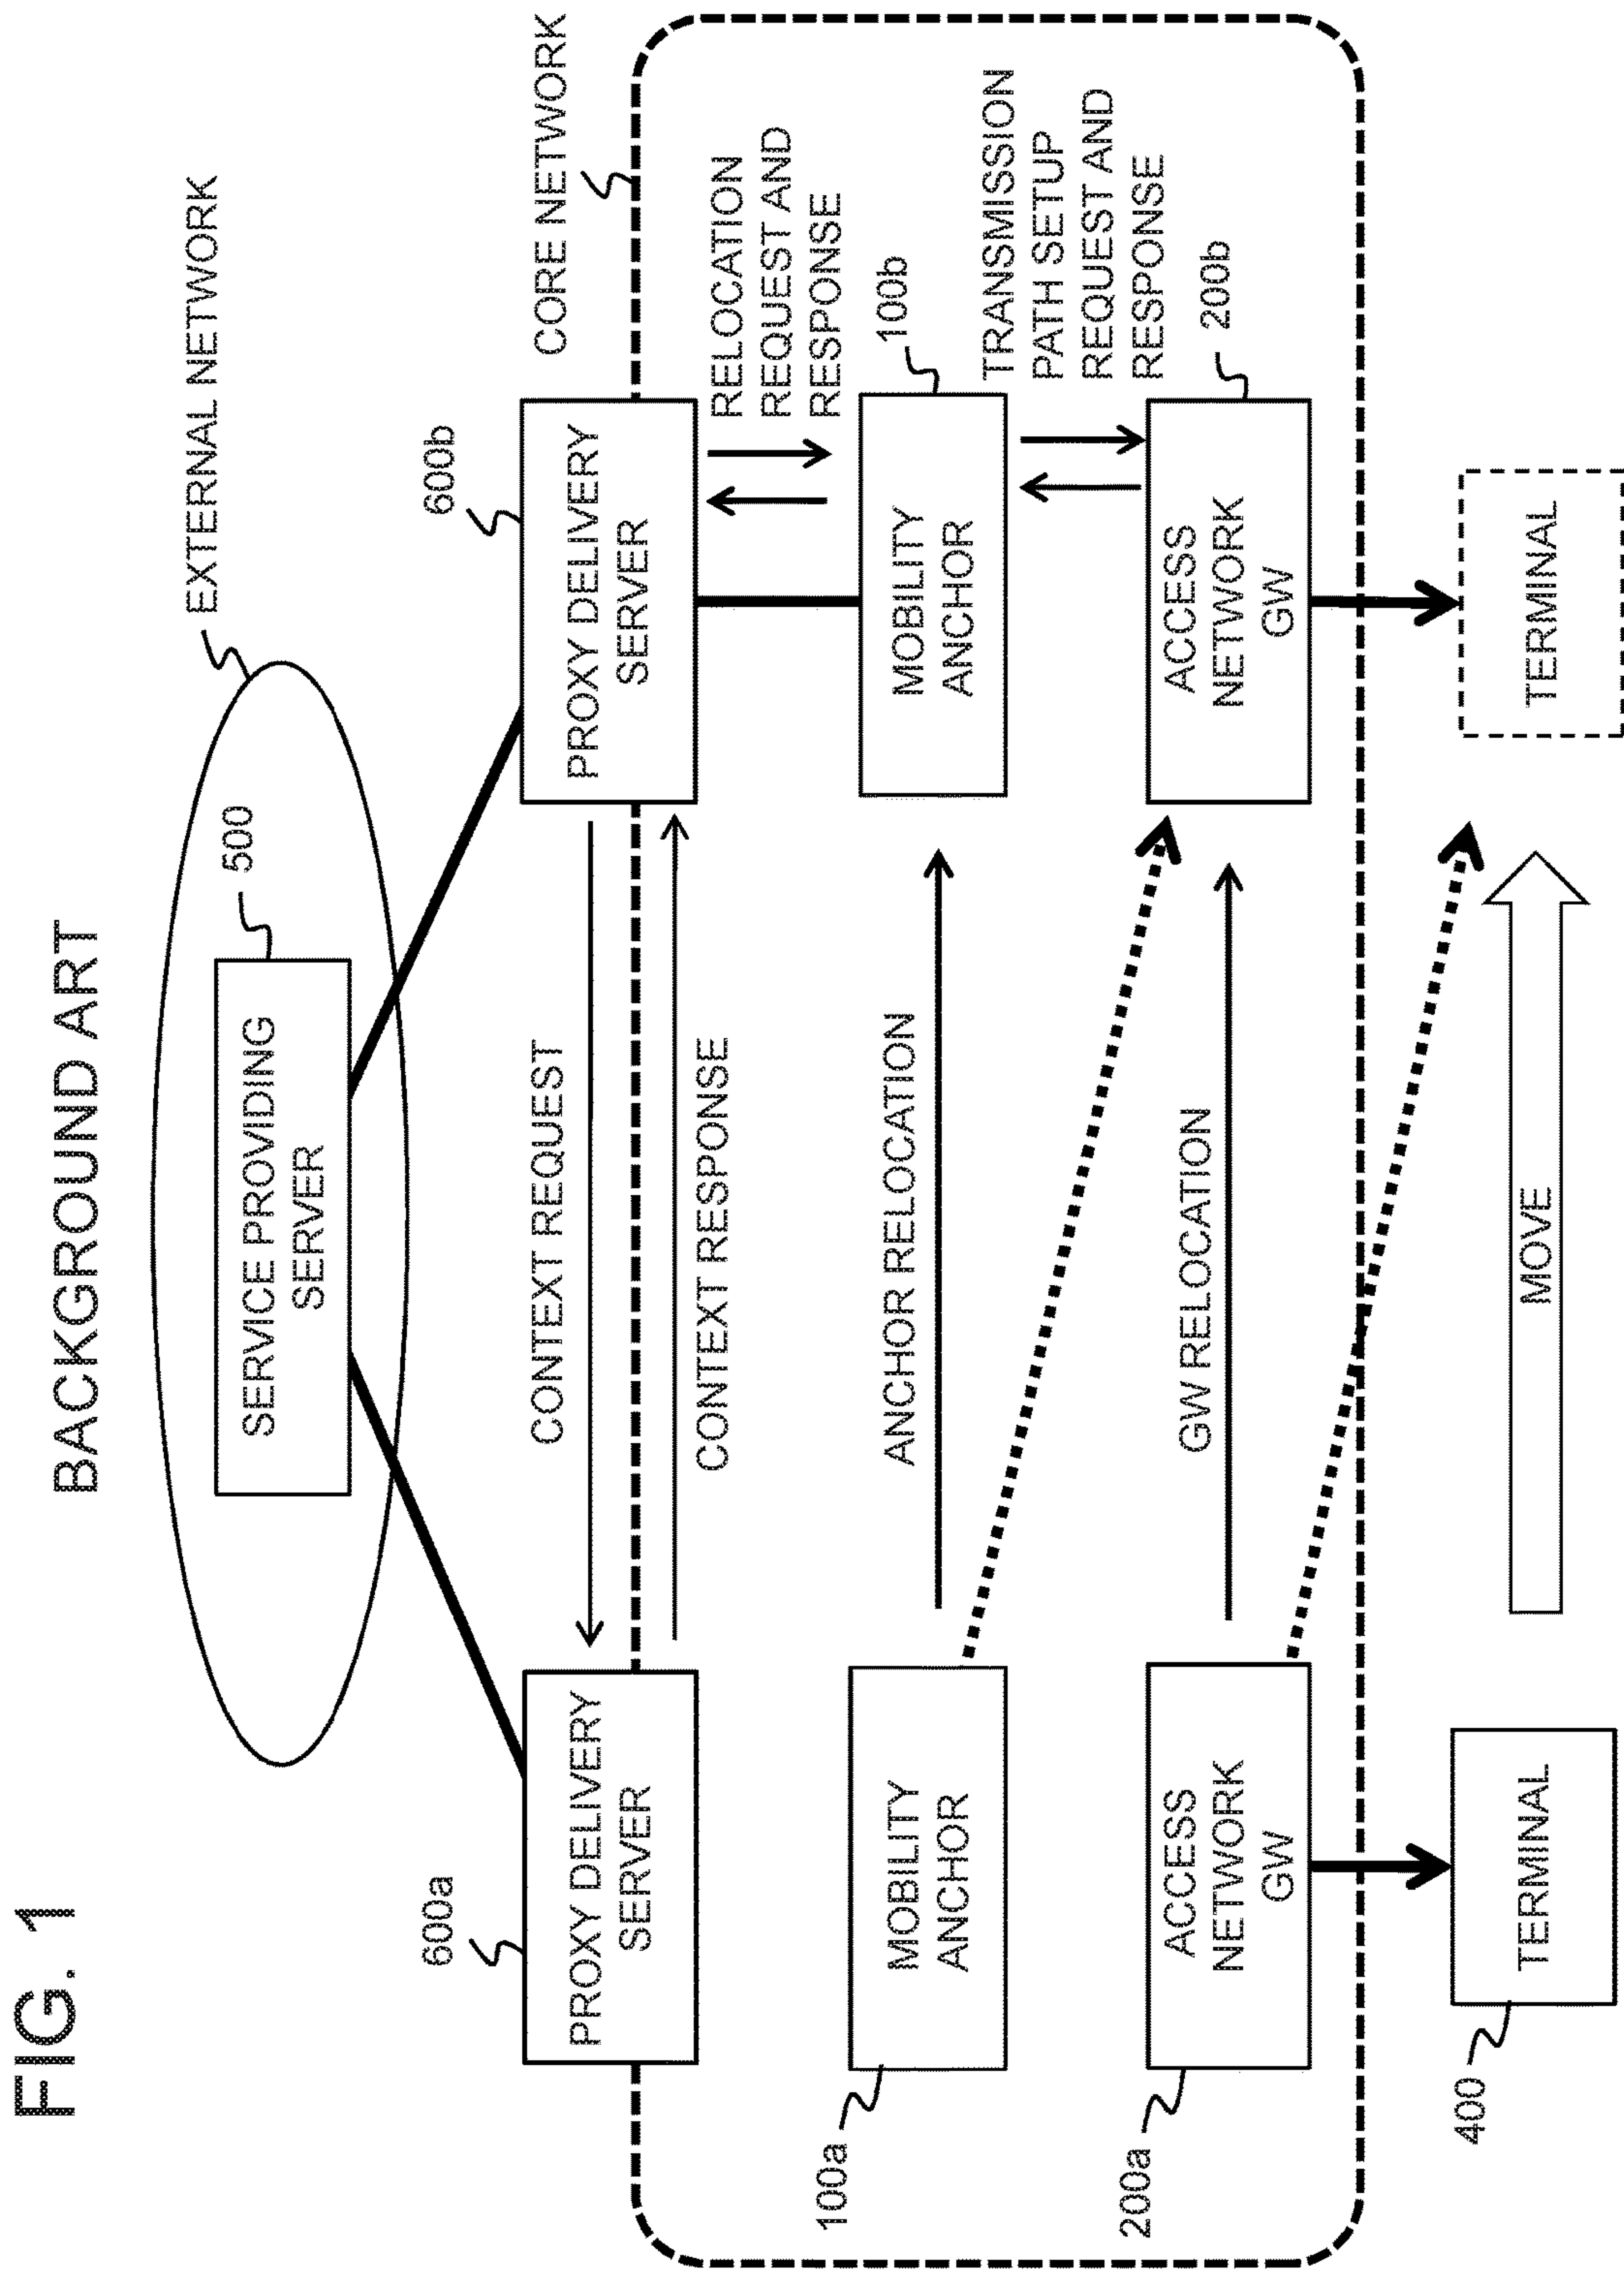 FIG. 1
BACKGROUND ART
EXTERNAL NETWORK
500
SERVICE PROVIDING
SERVER
CORE NETWORK
600a
PROXY DELIVERY
SERVER
CONTEXT REQUEST
CONTEXT RESPONSE
600b
PROXY DELIVERY
SERVER
RELOCATION
REQUEST AND
RESPONSE
100a
MOBILITY
ANCHOR
ANCHOR RELOCATION
100b
MOBILITY
ANCHOR
TRANSMISSION
PATH SETUP
REQUEST AND
RESPONSE
200a
ACCESS
NETWORK
GW
GW RELOCATION
200b
ACCESS
NETWORK
GW
400
TERMINAL
MOVE
TERMINAL